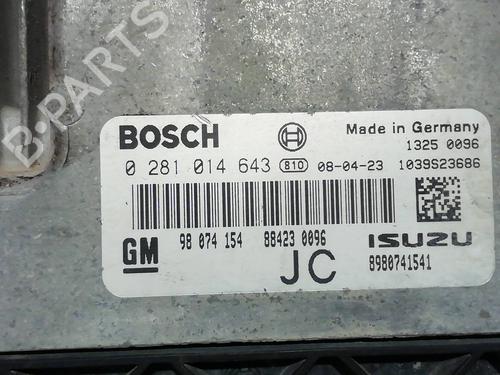 B-PARTS
BOSCH Made in Germany
1325 0096
0 281 014 643 810 08-04-23 1039S23686
GM 98 074 154 88423 0096 ISUZU
JC 8980741541